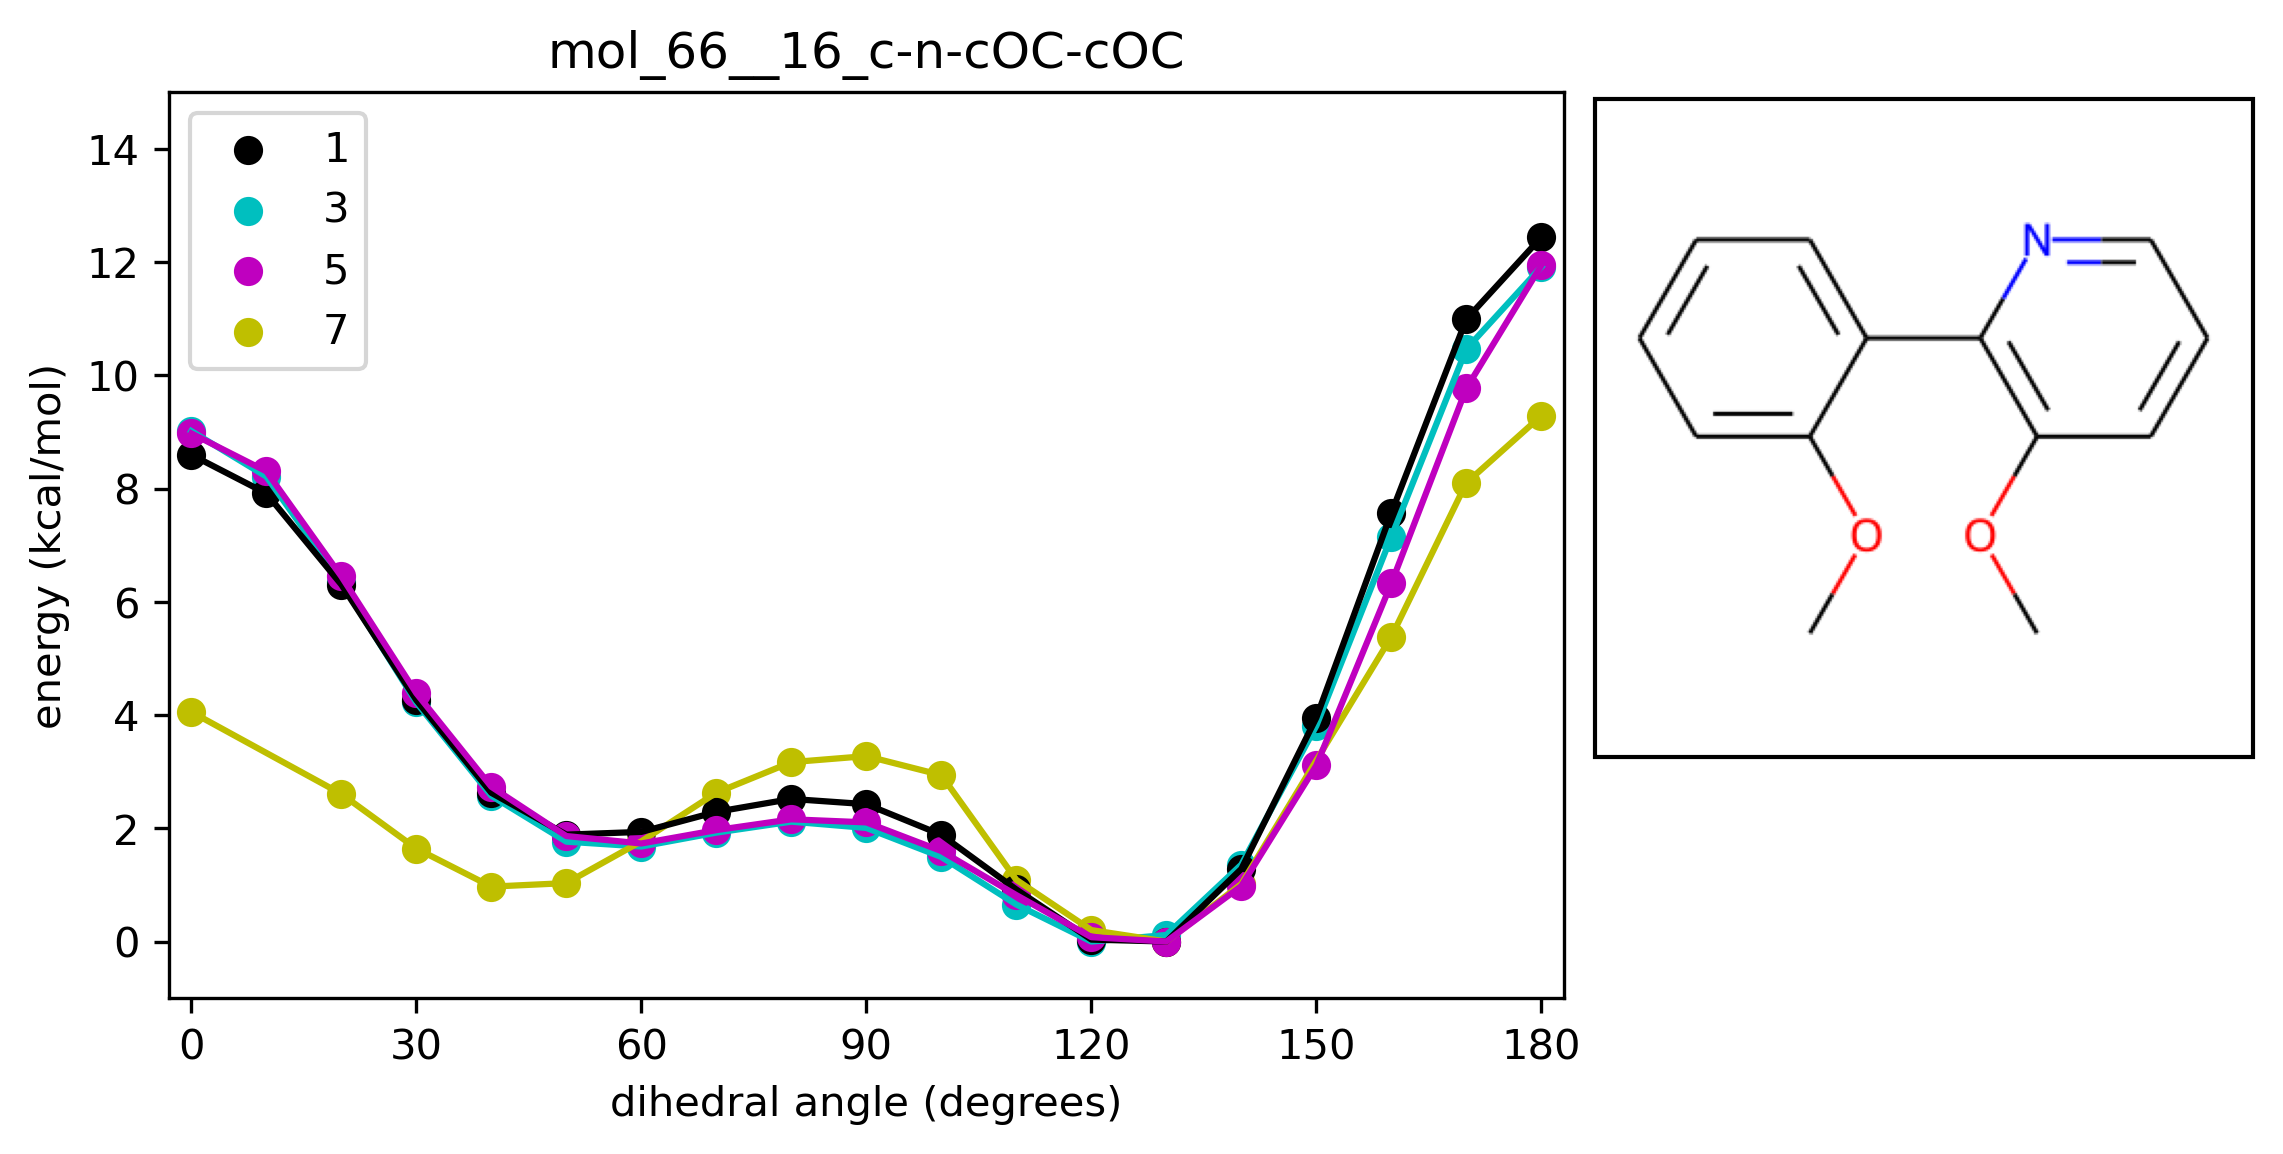 mol_66__16_c-n-cOC-cOC
1
3
5
7
14
12
10
8
6
4
2
0
energy (kcal/mol)
0 30 60 90 120 150 180
dihedral angle (degrees)
N
O O